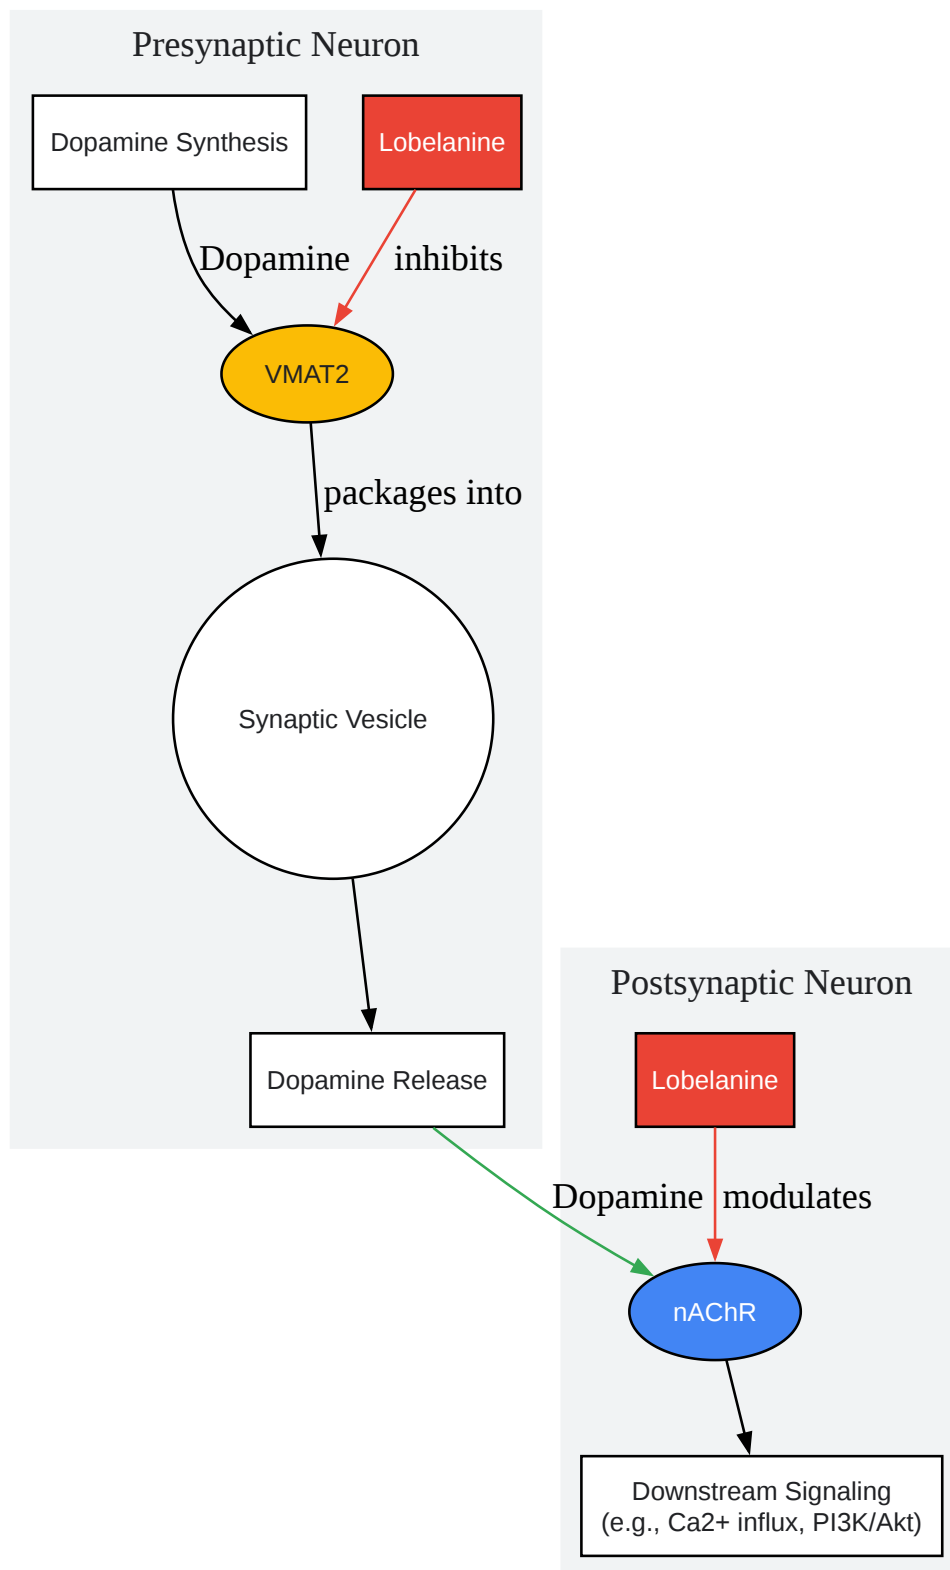 Presynaptic Neuron
Dopamine Synthesis
Lobelanine
Dopamine
inhibits
VMAT2
packages into
Synaptic Vesicle
Dopamine Release
Postsynaptic Neuron
Lobelanine
Dopamine
modulates
nAChR
Downstream Signaling
(e.g., Ca2+ influx, PI3K/Akt)